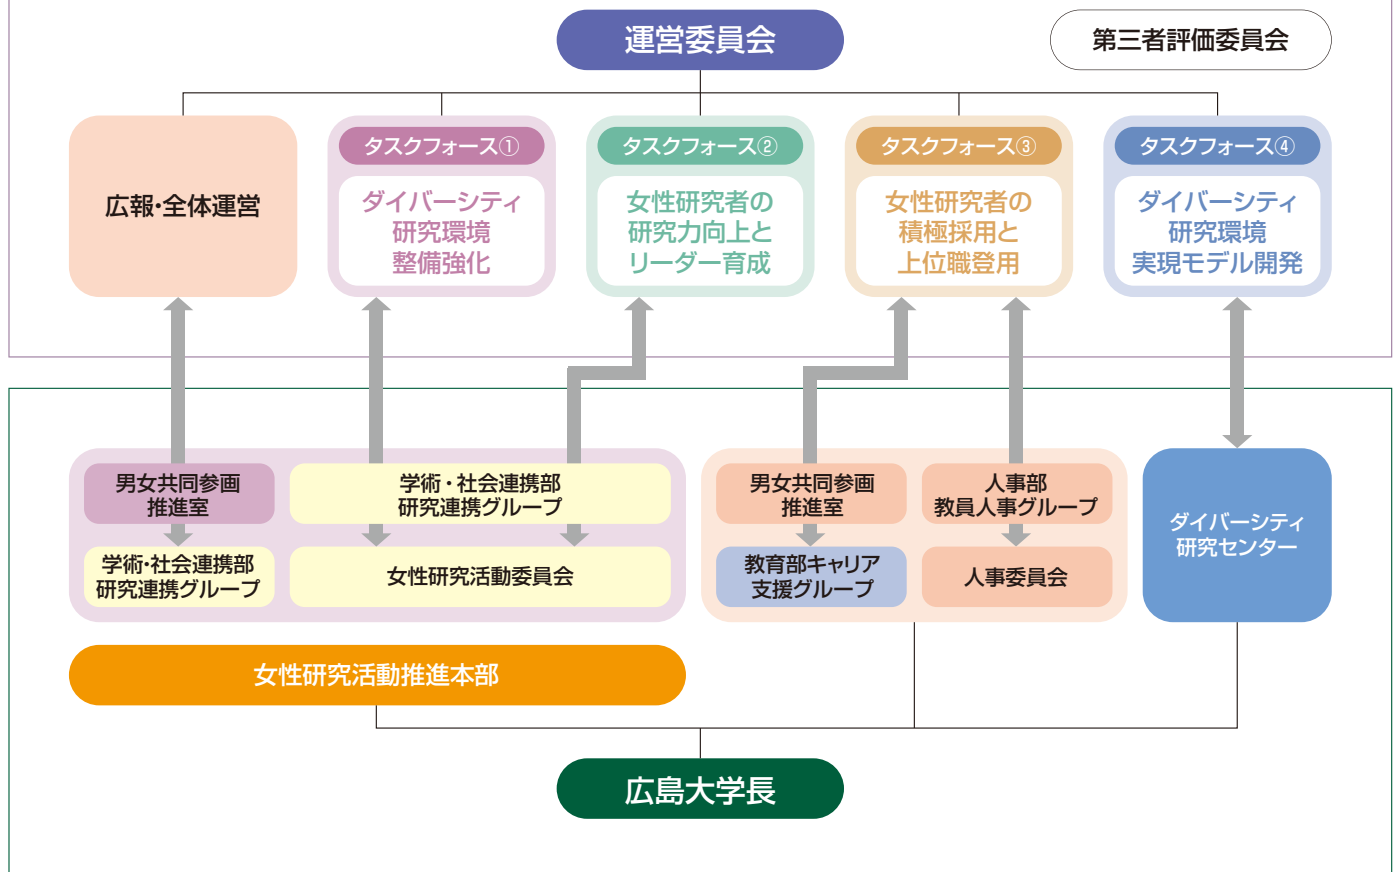 運営委員会
第三者評価委員会
広報・全体運営
タスクフォース①
ダイバーシティ
研究環境
整備強化
タスクフォース②
女性研究者の
研究力向上と
リーダー育成
タスクフォース③
女性研究者の
積極採用と
上位職登用
タスクフォース④
ダイバーシティ
研究環境
実現モデル開発
男女共同参画
推進室
学術・社会連携部
研究連携グループ
学術・社会連携部
研究連携グループ
女性研究活動委員会
男女共同参画
推進室
教育部キャリア
支援グループ
人事部
教員人事グループ
人事委員会
ダイバーシティ
研究センター
女性研究活動推進本部
広島大学長